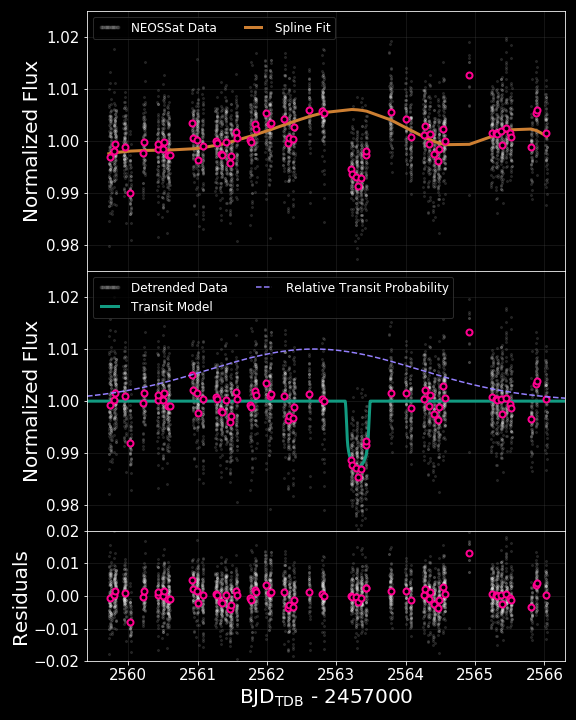 NEOSSat Data Spline Fit
1.02
1.01
1.00
0.99
0.98
Normalized Flux
Detrended Data Relative Transit Probability
Transit Model
1.02
1.01
1.00
0.99
0.98
Normalized Flux
0.02
0.01
0.00
−0.01
−0.02
Residuals
2560 2561 2562 2563 2564 2565 2566
BJD_TDB - 2457000